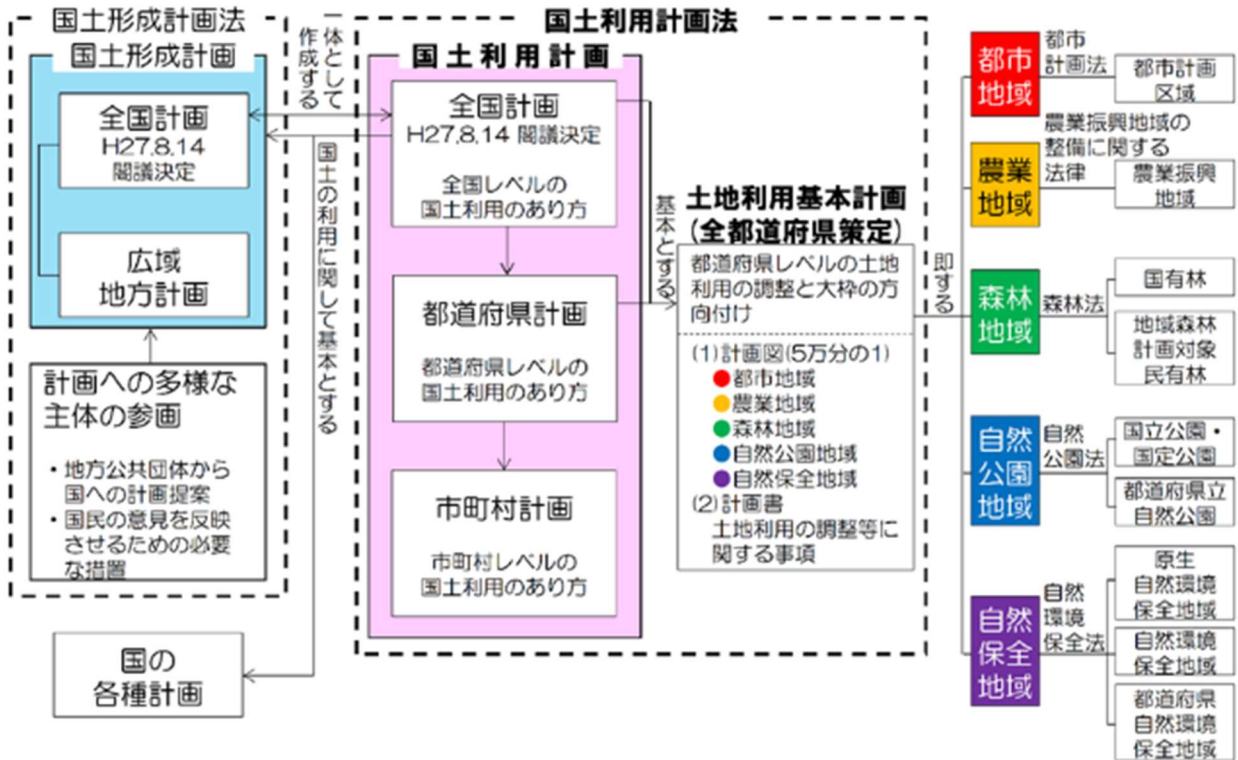 国土形成計画法
国土形成計画
全国計画
H27.8.14
閣議決定
広域
地方計画
計画への多様な
主体の参画
・地方公共団体から
国への計画提案
・国民の意見を反映
させるための必要
な措置
国の
各種計画
一体として
作成する
国土の利用に関して基本とする
国土利用計画法
国土利用計画
全国計画
H27.8.14 閣議決定
全国レベルの
国土利用のあり方
都道府県計画
都道府県レベルの
国土利用のあり方
市町村計画
市町村レベルの
国土利用のあり方
基本とする
土地利用基本計画
(全都道府県策定)
都道府県レベルの土地
利用の調整と大枠の方
向付け
(1)計画図(5万分の1)
●都市地域
●農業地域
●森林地域
●自然公園地域
●自然保全地域
(2)計画書
土地利用の調整等に
関する事項
即する
都市
地域
都市
計画法
都市計画
区域
農業
地域
農業振興地域の
整備に関する
法律
農業振興
地域
森林
地域
森林法
国有林
地域森林
計画対象
民有林
自然
公園
地域
自然
公園法
国立公園・
国定公園
都道府県立
自然公園
自然
保全
地域
自然
環境
保全法
原生
自然環境
保全地域
自然環境
保全地域
都道府県
自然環境
保全地域